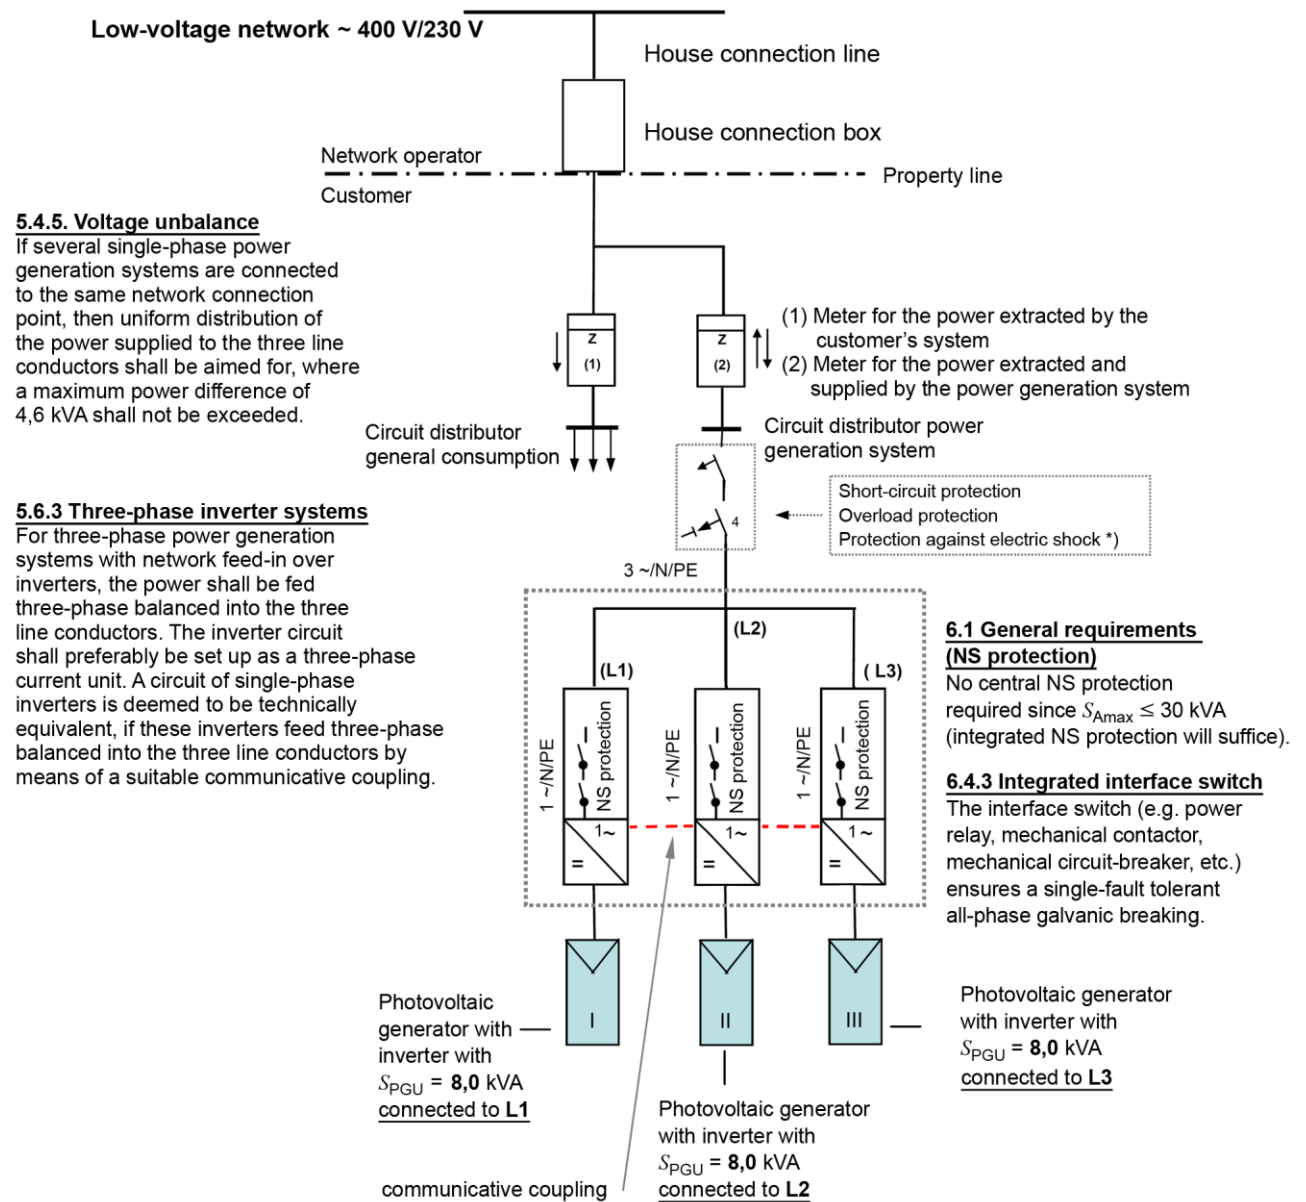 Low-voltage network ~ 400 V/230 V
House connection line
House connection box
Network operator
Property line
Customer
5.4.5. Voltage unbalance
If several single-phase power
generation systems are connected
to the same network connection
point, then uniform distribution of
the power supplied to the three line
conductors shall be aimed for, where
a maximum power difference of
4,6 kVA shall not be exceeded.
Z
(1)
Z
(2)
(1) Meter for the power extracted by the
customer's system
(2) Meter for the power extracted and
supplied by the power generation system
Circuit distributor
general consumption
Circuit distributor power
generation system
4
Short-circuit protection
Overload protection
Protection against electric shock *)
5.6.3 Three-phase inverter systems
For three-phase power generation
systems with network feed-in over
inverters, the power shall be fed
three-phase balanced into the three
line conductors. The inverter circuit
shall preferably be set up as a three-phase
current unit. A circuit of single-phase
inverters is deemed to be technically
equivalent, if these inverters feed three-phase
balanced into the three line conductors by
means of a suitable communicative coupling.
3 ~/N/PE
(L1)
(L2)
( L3)
1 ~/N/PE
NS protection
1~
=
1 ~/N/PE
NS protection
1~
=
1 ~/N/PE
NS protection
1~
=
6.1 General requirements
(NS protection)
No central NS protection
required since SAmax ≤ 30 kVA
(integrated NS protection will suffice).
6.4.3 Integrated interface switch
The interface switch (e.g. power
relay, mechanical contactor,
mechanical circuit-breaker, etc.)
ensures a single-fault tolerant
all-phase galvanic breaking.
I
II
III
Photovoltaic
generator with
inverter with
SPGU = 8,0 kVA
connected to L1
Photovoltaic generator
with inverter with
SPGU = 8,0 kVA
connected to L2
Photovoltaic generator
with inverter with
SPGU = 8,0 kVA
connected to L3
communicative coupling